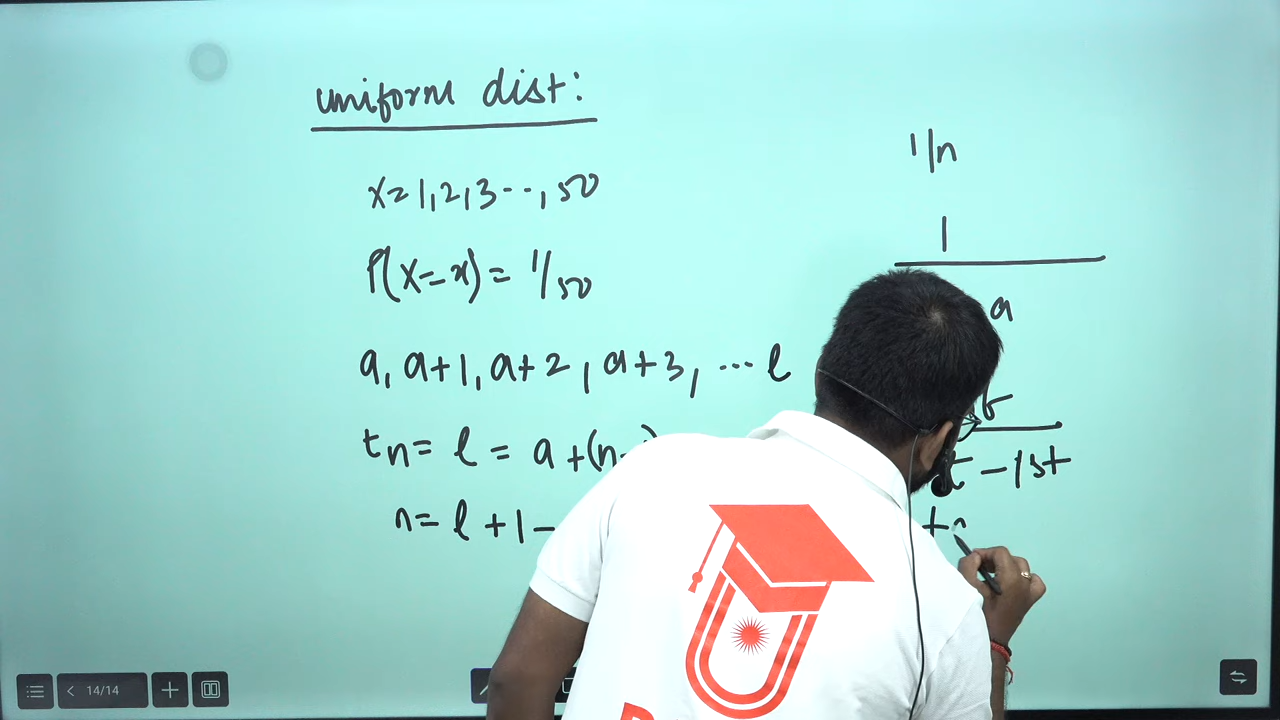 uniform dist:
x = 1, 2, 3 --, 50
P(X=x) = 1/50
a, a+1, a+2, a+3, ... l
tn = l = a + (n-
n = l + 1 -
1/n
1
a
- 1st
14/14